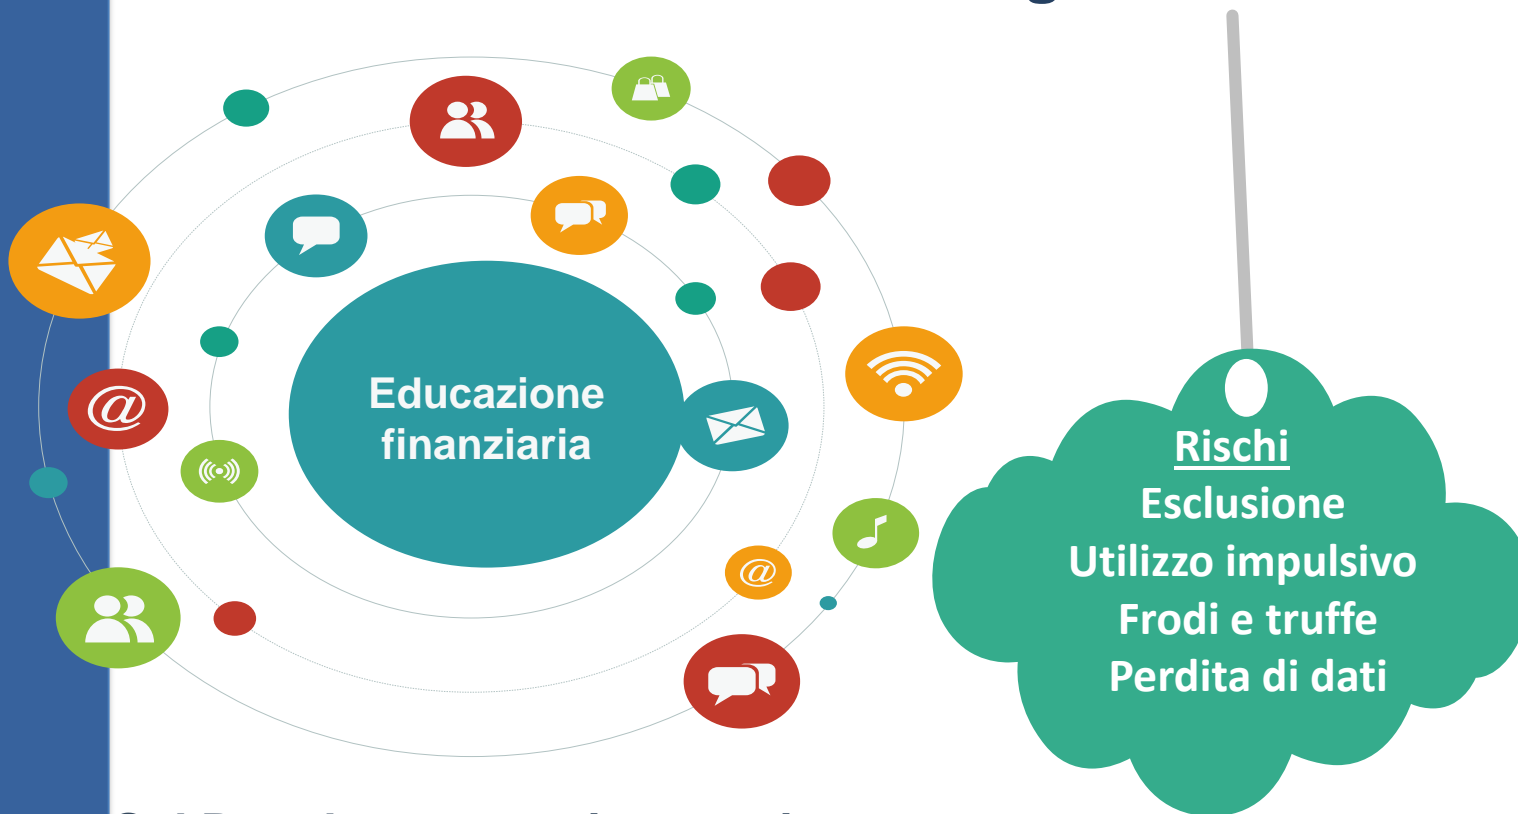 Educazione
finanziaria
Rischi
Esclusione
Utilizzo impulsivo
Frodi e truffe
Perdita di dati